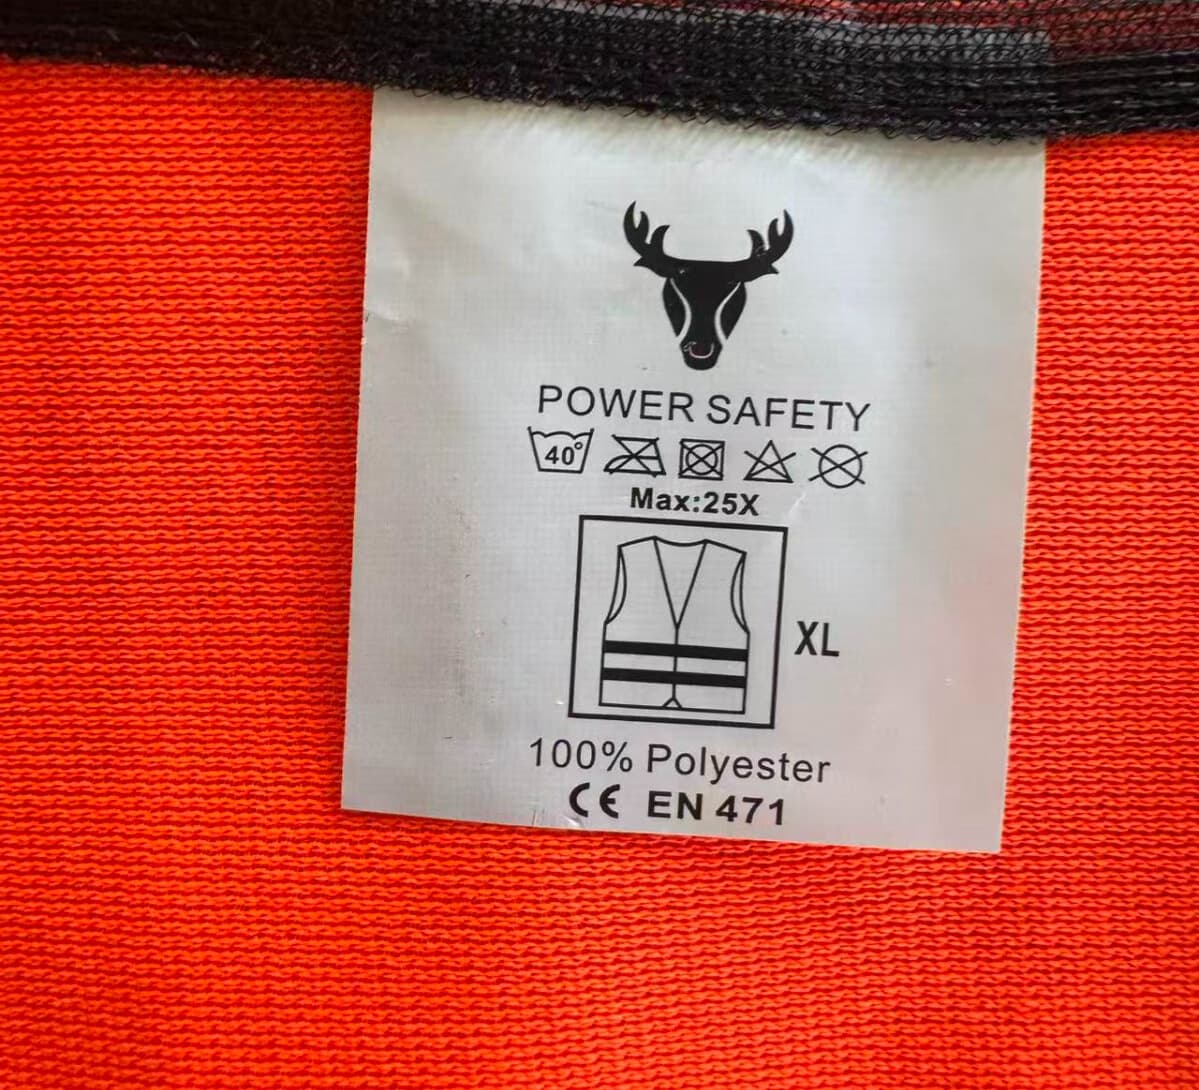 POWER SAFETY
40°
Max:25X
XL
100% Polyester
CE EN 471